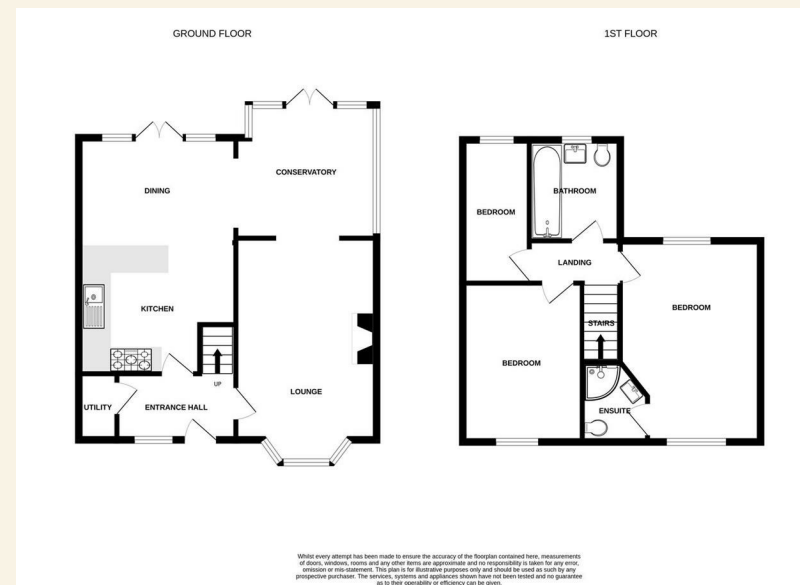 GROUND FLOOR
DINING
CONSERVATORY
KITCHEN
UP
LOUNGE
UTILITY
ENTRANCE HALL
1ST FLOOR
BATHROOM
BEDROOM
LANDING
BEDROOM
STAIRS
BEDROOM
ENSUITE
Whilst every attempt has been made to ensure the accuracy of the floorplan contained here, measurements
of doors, windows, rooms and any other items are approximate and no responsibility is taken for any error,
omission or mis-statement. This plan is for illustrative purposes only and should be used as such by any
prospective purchaser. The services, systems and appliances shown have not been tested and no guarantee
as to their operability or efficiency can be given.